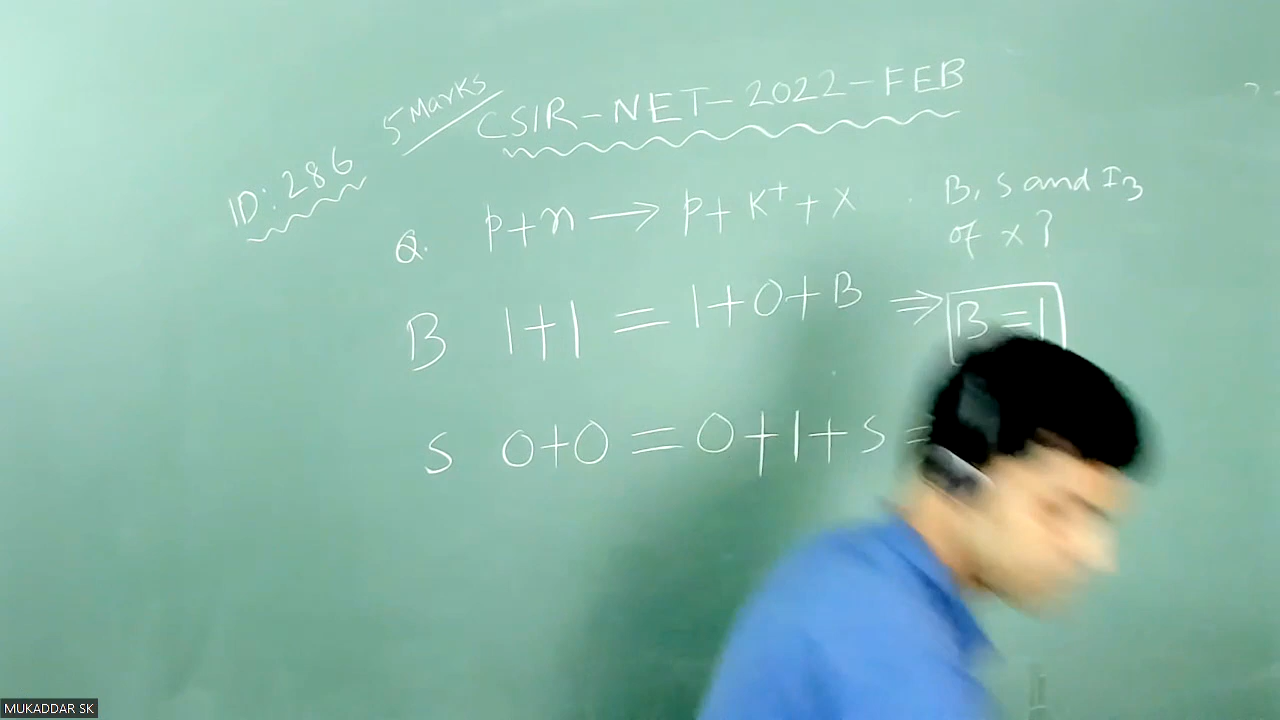 5 Marks
CSIR-NET-2022-FEB
ID: 286
Q. p+n → p+K⁺+X . B, S and I₃
of x?
B 1+1 = 1+0+B ⇒ B=1
S 0+0 = 0+1+S =
MUKADDAR SK